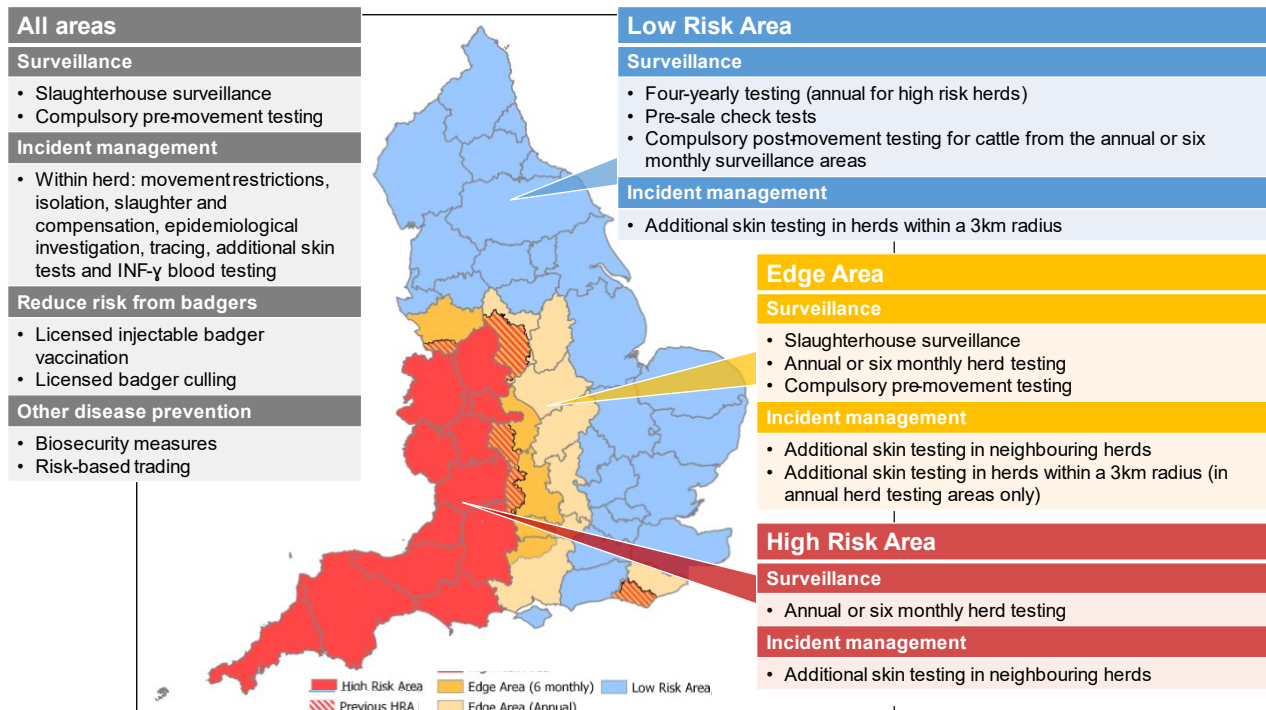 All areas
Surveillance
• Slaughterhouse surveillance
• Compulsory pre-movement testing
Incident management
• Within herd: movement restrictions,
isolation, slaughter and
compensation, epidemiological
investigation, tracing, additional skin
tests and INF-ɣ blood testing
Reduce risk from badgers
• Licensed injectable badger
vaccination
• Licensed badger culling
Other disease prevention
• Biosecurity measures
• Risk-based trading
Low Risk Area
Surveillance
• Four-yearly testing (annual for high risk herds)
• Pre-sale check tests
• Compulsory post-movement testing for cattle from the annual or six
monthly surveillance areas
Incident management
• Additional skin testing in herds within a 3km radius
Edge Area
Surveillance
• Slaughterhouse surveillance
• Annual or six monthly herd testing
• Compulsory pre-movement testing
Incident management
• Additional skin testing in neighbouring herds
• Additional skin testing in herds within a 3km radius (in
annual herd testing areas only)
High Risk Area
Surveillance
• Annual or six monthly herd testing
Incident management
• Additional skin testing in neighbouring herds
High Risk Area
Edge Area (6 monthly)
Low Risk Area
Previous HRA
Edge Area (Annual)